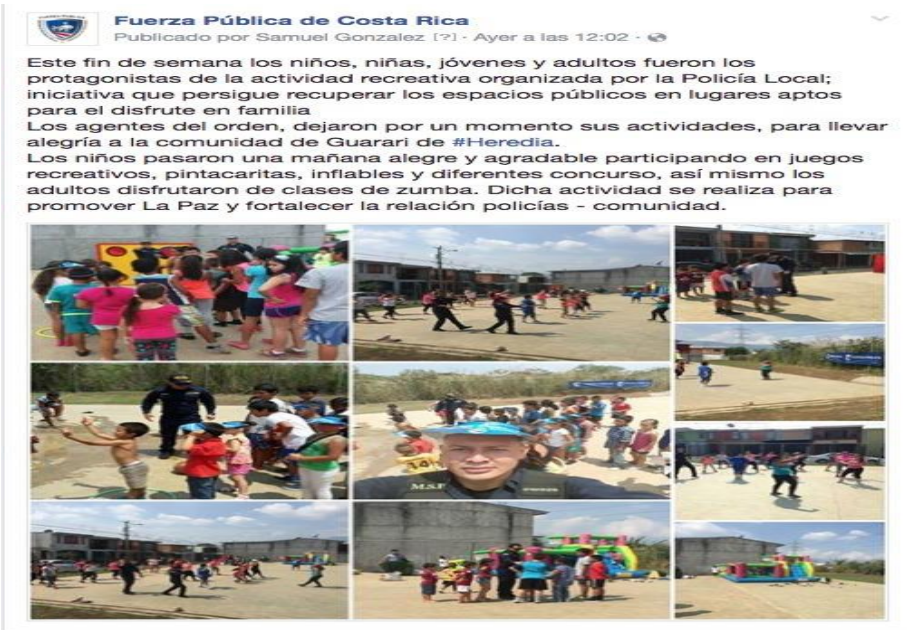 Fuerza Pública de Costa Rica
Publicado por Samuel Gonzalez [?] · Ayer a las 12:02 ·
Este fin de semana los niños, niñas, jóvenes y adultos fueron los
protagonistas de la actividad recreativa organizada por la Policía Local;
iniciativa que persigue recuperar los espacios públicos en lugares aptos
para el disfrute en familia
Los agentes del orden, dejaron por un momento sus actividades, para llevar
alegría a la comunidad de Guarari de #Heredia.
Los niños pasaron una mañana alegre y agradable participando en juegos
recreativos, pintacaritas, inflables y diferentes concurso, así mismo los
adultos disfrutaron de clases de zumba. Dicha actividad se realiza para
promover La Paz y fortalecer la relación policías - comunidad.
M.S.P.